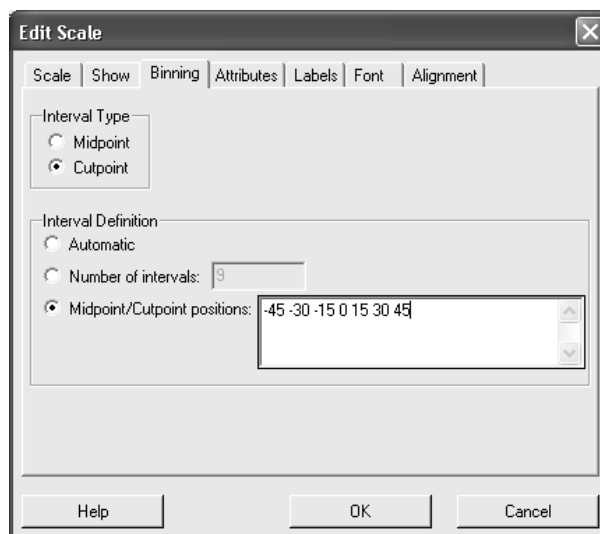 Edit Scale
Scale Show Binning Attributes Labels Font Alignment
Interval Type
Midpoint
Cutpoint
Interval Definition
Automatic
Number of intervals: 9
Midpoint/Cutpoint positions: -45 -30 -15 0 15 30 45
Help OK Cancel